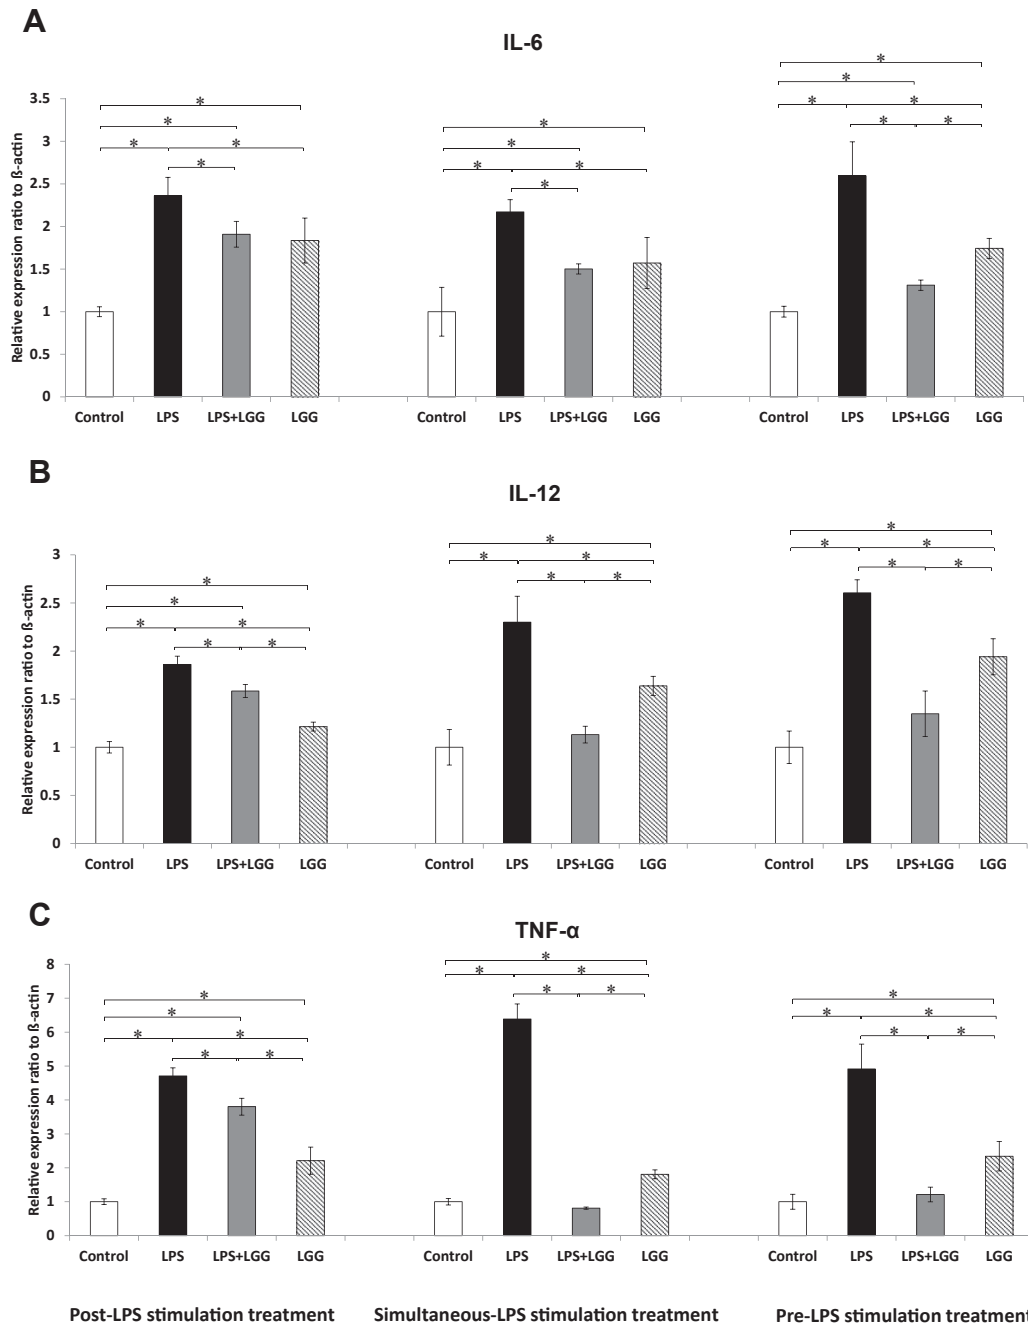 A
IL-6
* * * * * *
* * * * * *
* * * * * *
Relative expression ratio to ß-actin
3.5
3
2.5
2
1.5
1
0.5
0
Control LPS LPS+LGG LGG Control LPS LPS+LGG LGG Control LPS LPS+LGG LGG
B
IL-12
* * * * * *
* * * * *
* * * * *
Relative expression ratio to ß-actin
3
2.5
2
1.5
1
0.5
0
Control LPS LPS+LGG LGG Control LPS LPS+LGG LGG Control LPS LPS+LGG LGG
C
TNF-α
* * * * * *
* * * * *
* * * * *
Relative expression ratio to ß-actin
8
7
6
5
4
3
2
1
0
Control LPS LPS+LGG LGG Control LPS LPS+LGG LGG Control LPS LPS+LGG LGG
Post-LPS stimulation treatment Simultaneous-LPS stimulation treatment Pre-LPS stimulation treatment